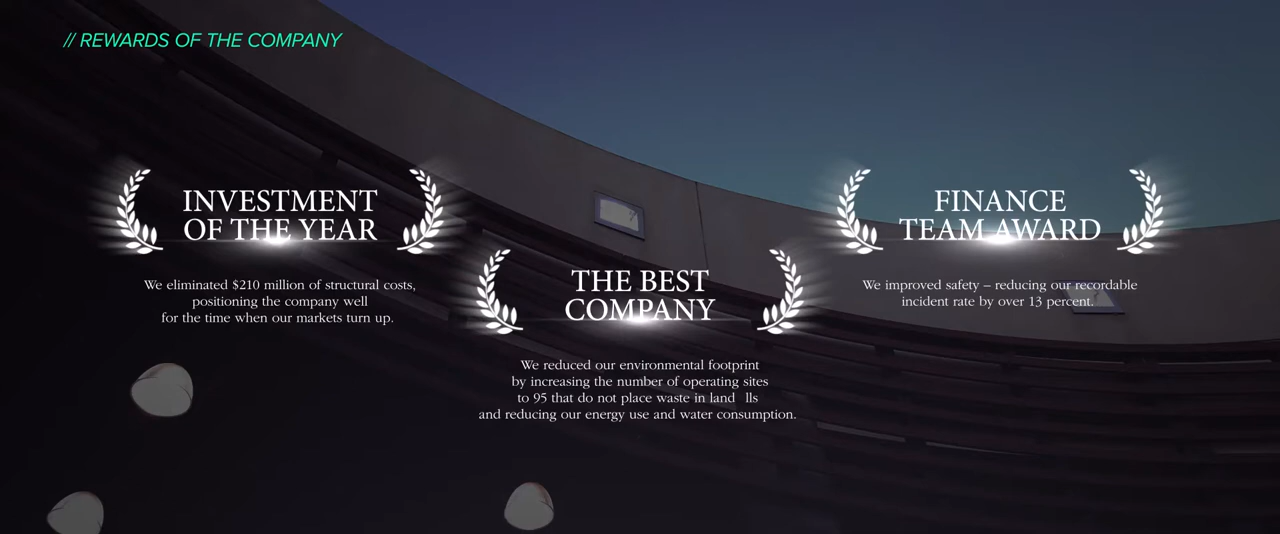 // REWARDS OF THE COMPANY
INVESTMENT
OF THE YEAR
We eliminated $210 million of structural costs,
positioning the company well
for the time when our markets turn up.
THE BEST
COMPANY
We reduced our environmental footprint
by increasing the number of operating sites
to 95 that do not place waste in land lls
and reducing our energy use and water consumption.
FINANCE
TEAM AWARD
We improved safety – reducing our recordable
incident rate by over 13 percent.